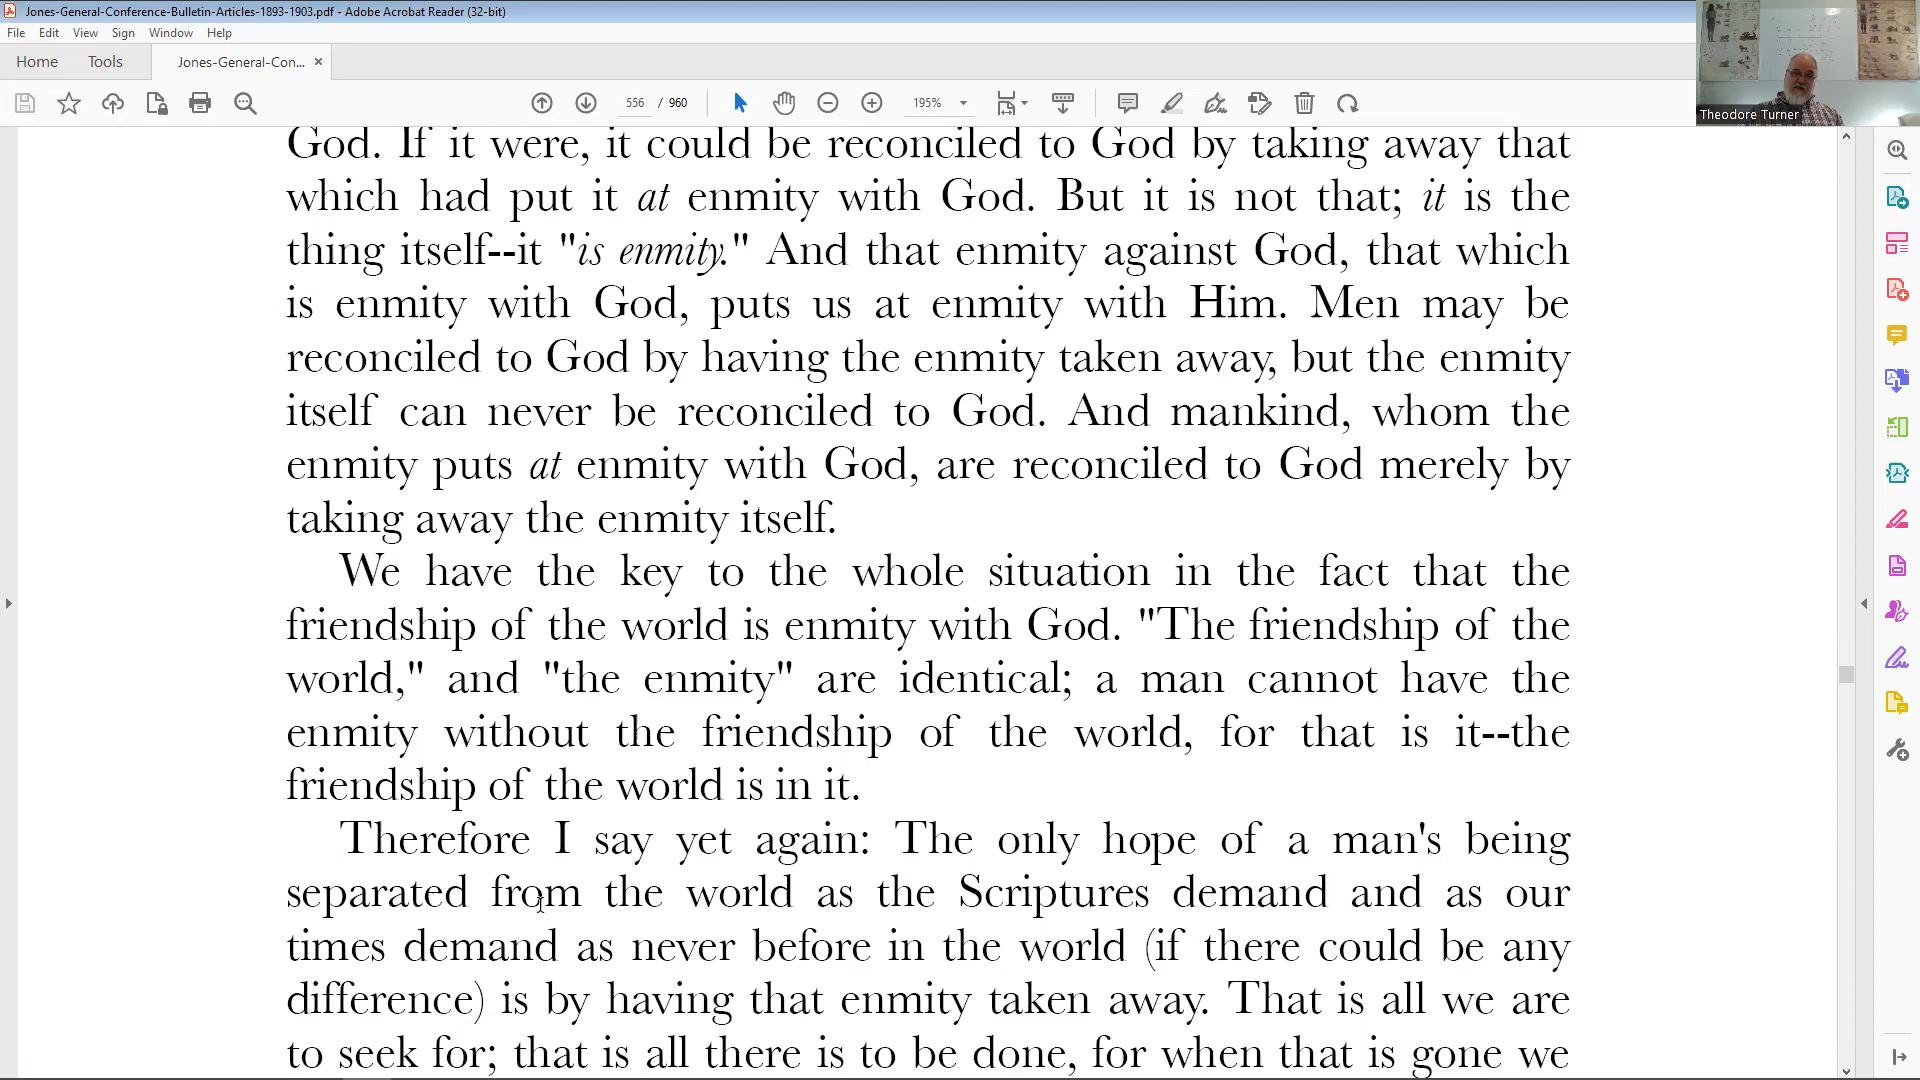 Jones-General-Conference-Bulletin-Articles-1893-1903.pdf - Adobe Acrobat Reader (32-bit)
File Edit View Sign Window Help
Home Tools Jones-General-Con... ×
556 / 960 195%
Theodore Turner
God. If it were, it could be reconciled to God by taking away that
which had put it at enmity with God. But it is not that; it is the
thing itself--it "is enmity." And that enmity against God, that which
is enmity with God, puts us at enmity with Him. Men may be
reconciled to God by having the enmity taken away, but the enmity
itself can never be reconciled to God. And mankind, whom the
enmity puts at enmity with God, are reconciled to God merely by
taking away the enmity itself.
We have the key to the whole situation in the fact that the
friendship of the world is enmity with God. "The friendship of the
world," and "the enmity" are identical; a man cannot have the
enmity without the friendship of the world, for that is it--the
friendship of the world is in it.
Therefore I say yet again: The only hope of a man's being
separated from the world as the Scriptures demand and as our
times demand as never before in the world (if there could be any
difference) is by having that enmity taken away. That is all we are
to seek for; that is all there is to be done, for when that is gone we